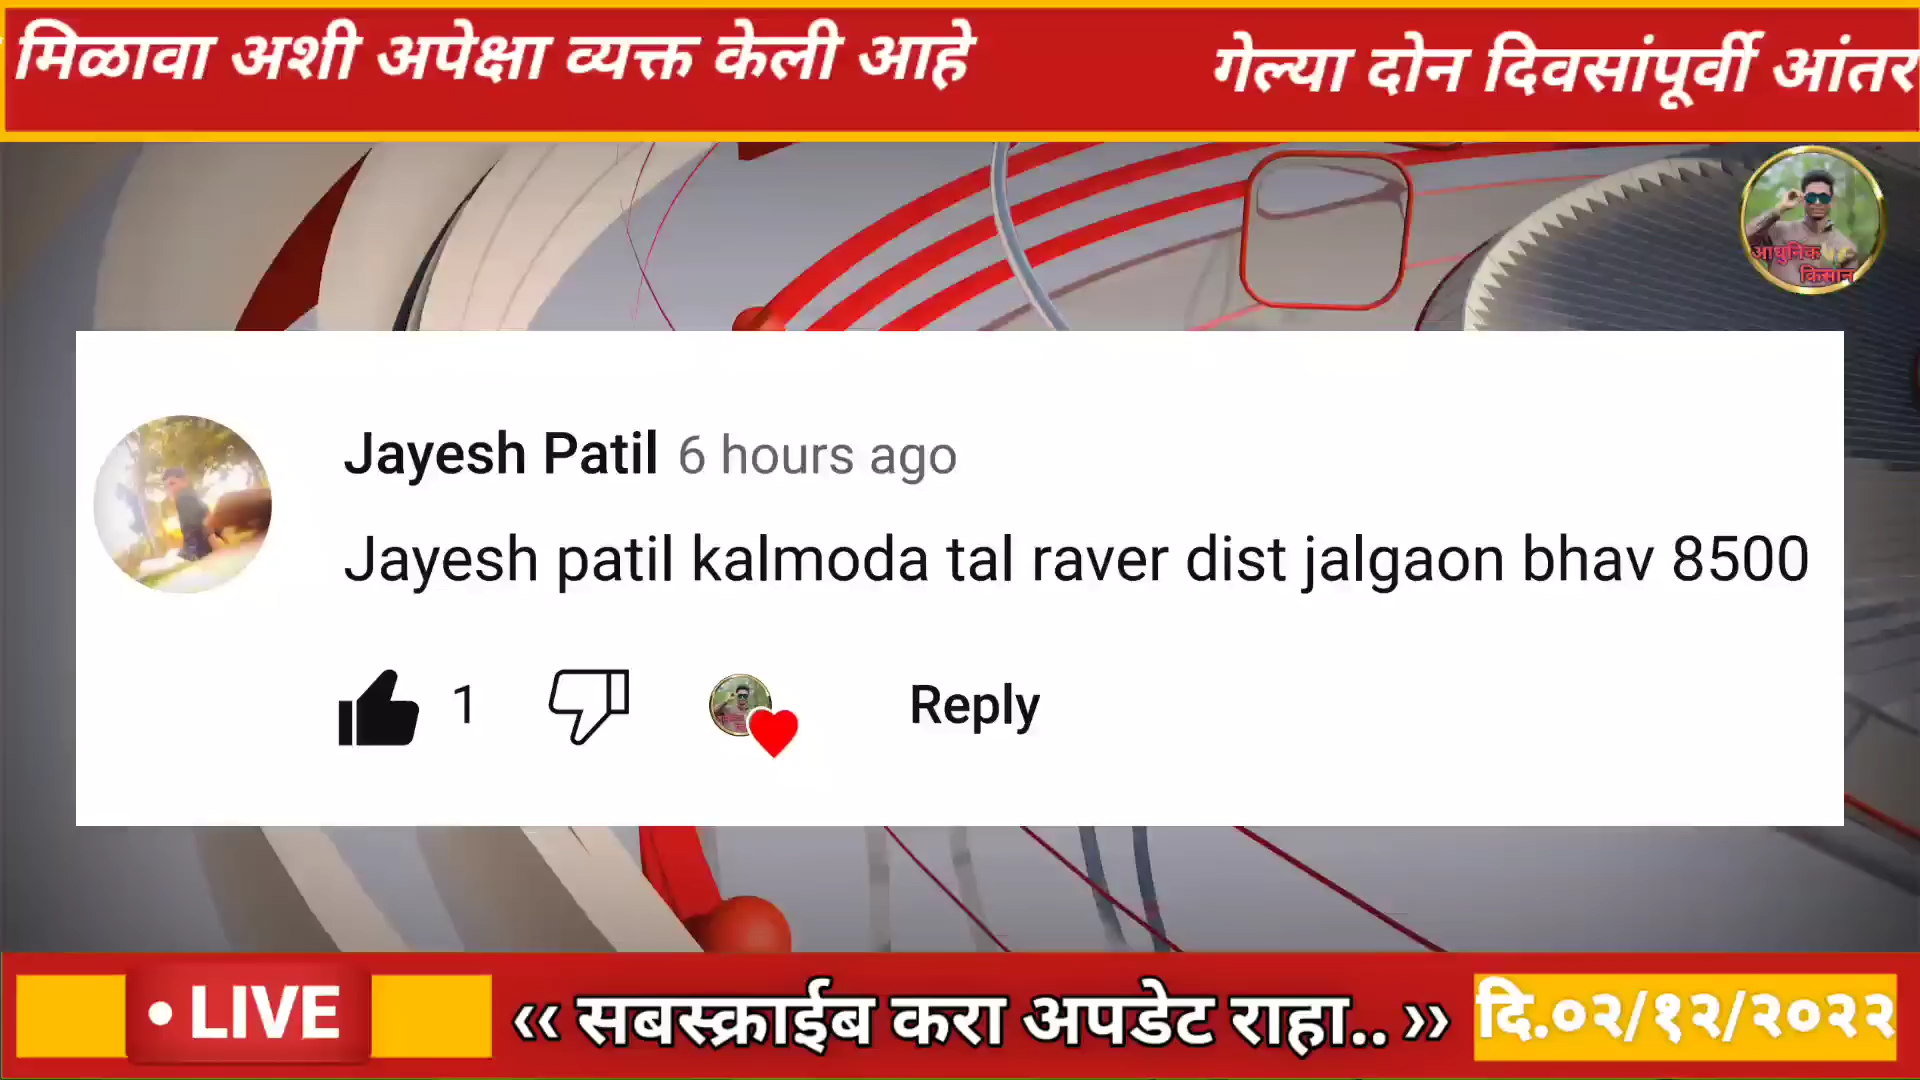 मिळावा अशी अपेक्षा व्यक्त केली आहे गेल्या दोन दिवसांपूर्वी आंतर
आधुनिक
किसान
Jayesh Patil 6 hours ago
Jayesh patil kalmoda tal raver dist jalgaon bhav 8500
1 Reply
• LIVE ‹‹ सबस्क्राईब करा अपडेट राहा.. ›› दि.०२/१२/२०२२